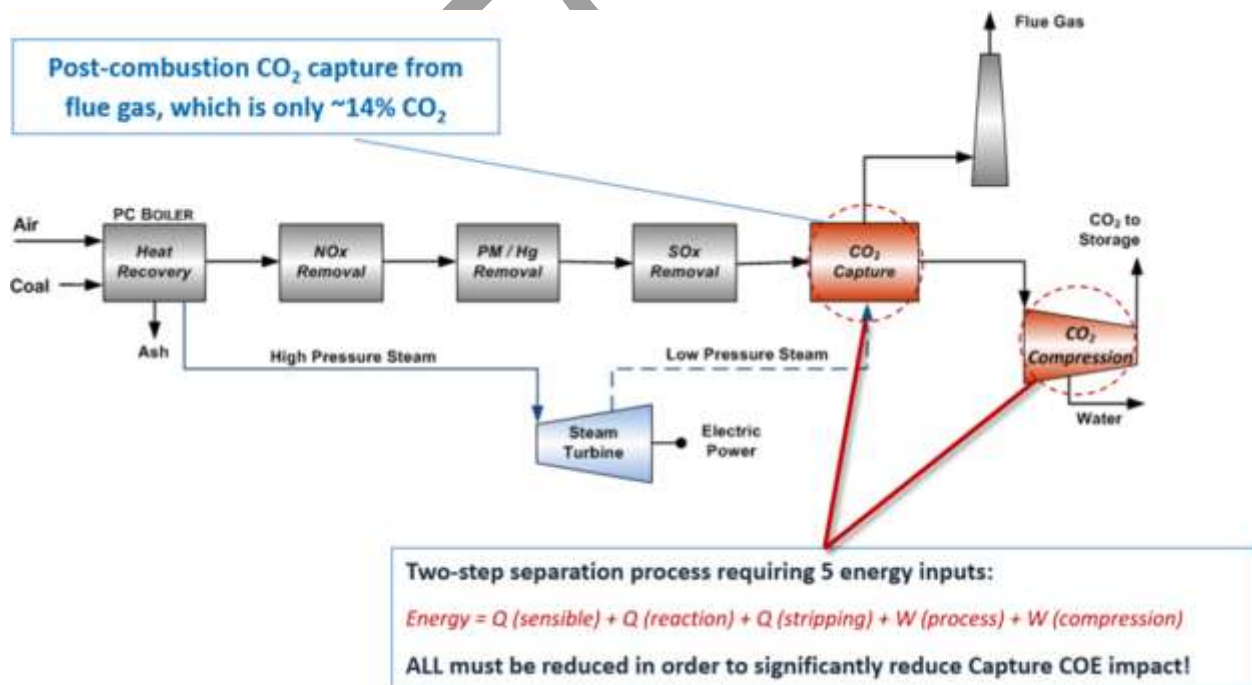 Flue Gas
Post-combustion CO₂ capture from
flue gas, which is only ~14% CO₂
Air
Coal
PC BOILER
Heat
Recovery
NOx
Removal
PM / Hg
Removal
SOx
Removal
CO₂
Capture
CO₂ to
Storage
CO₂
Compression
Ash
High Pressure Steam
Low Pressure Steam
Water
Steam
Turbine
Electric
Power
Two-step separation process requiring 5 energy inputs:
Energy = Q (sensible) + Q (reaction) + Q (stripping) + W (process) + W (compression)
ALL must be reduced in order to significantly reduce Capture COE impact!